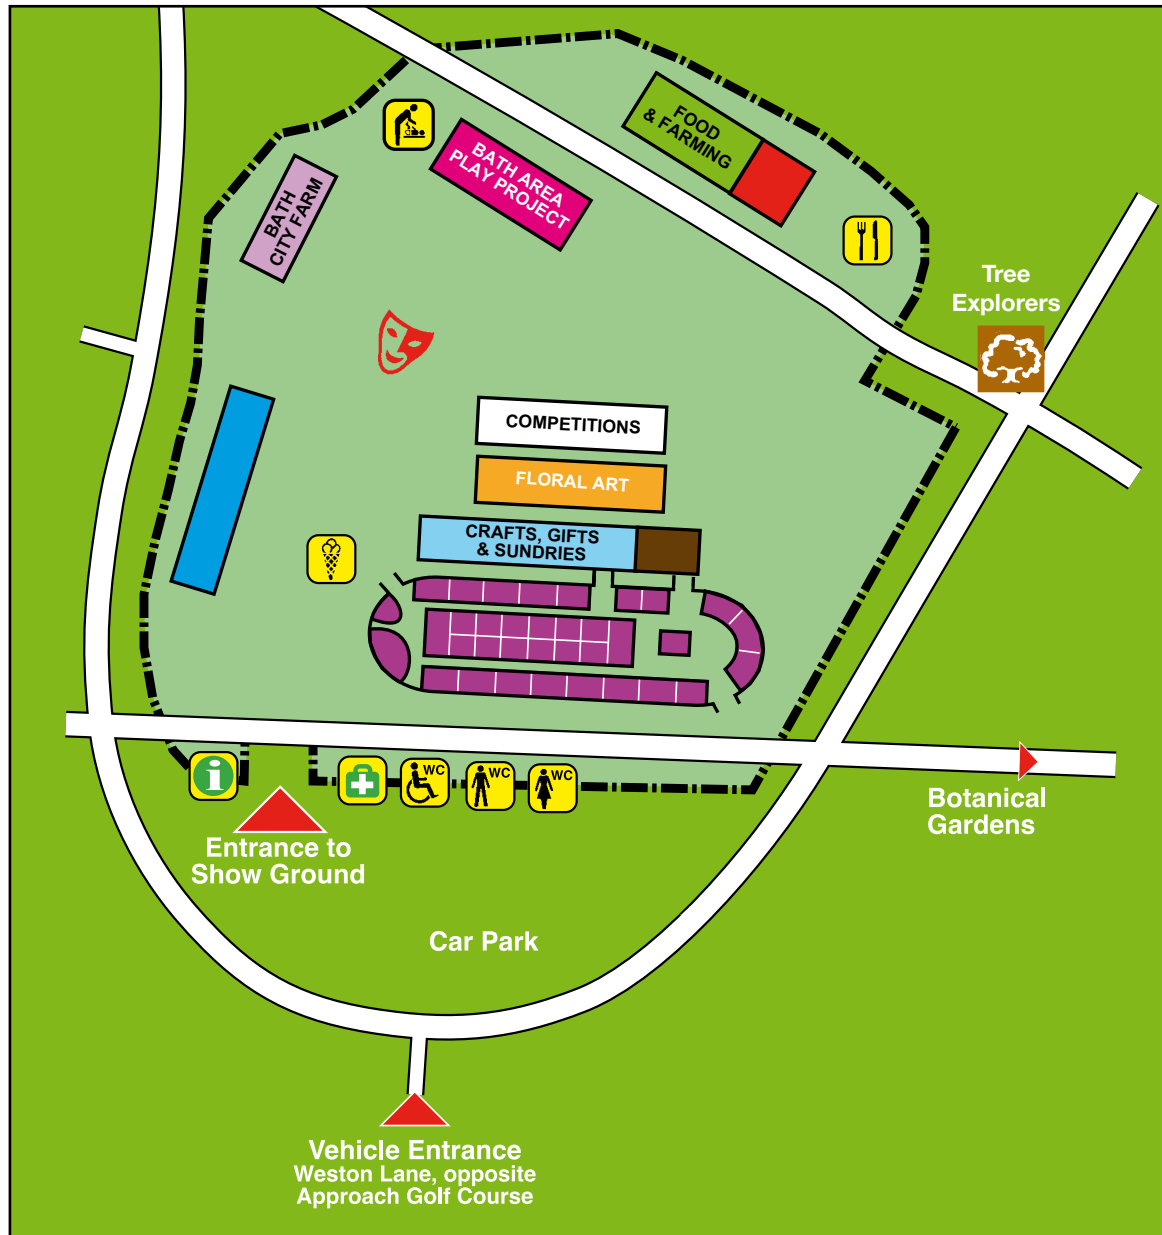 FOOD
& FARMING
BATH AREA
PLAY PROJECT
BATH
CITY FARM
Tree
Explorers
COMPETITIONS
FLORAL ART
CRAFTS, GIFTS
& SUNDRIES
i
WC
WC
WC
Botanical
Gardens
Entrance to
Show Ground
Car Park
Vehicle Entrance
Weston Lane, opposite
Approach Golf Course